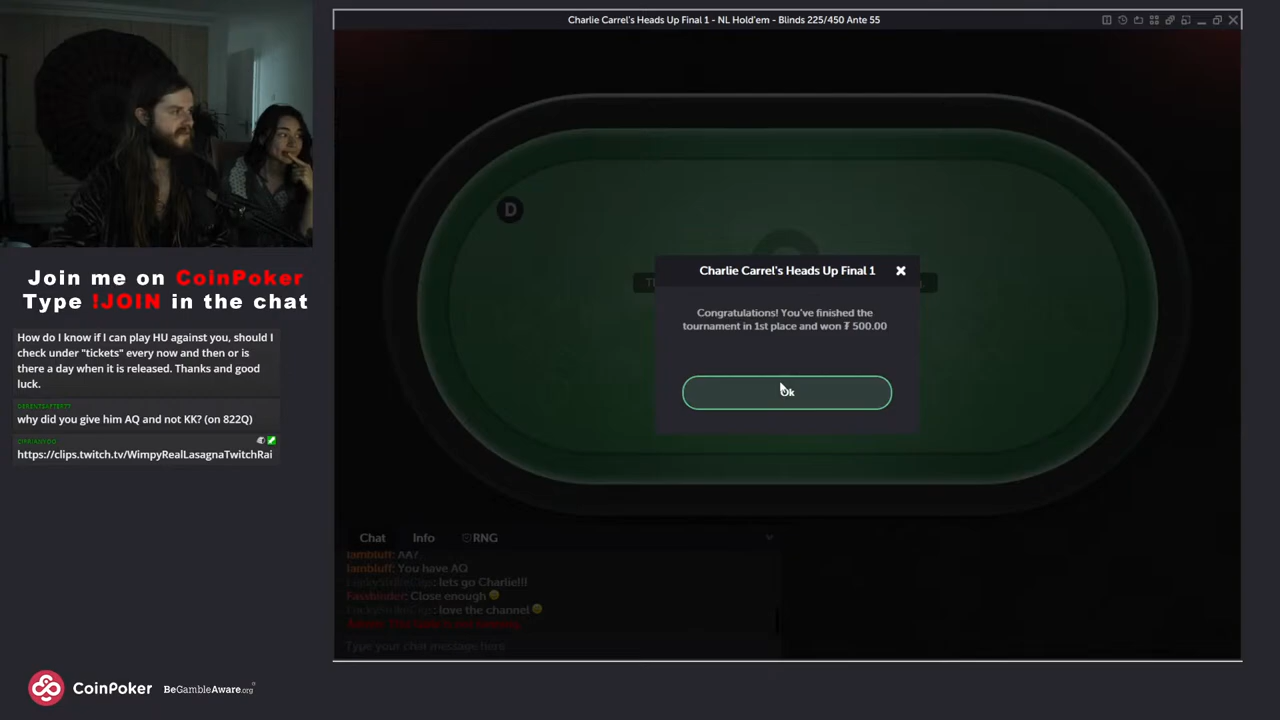 Charlie Carrel's Heads Up Final 1 - NL Hold'em - Blinds 225/450 Ante 55
D
Charlie Carrel's Heads Up Final 1
Congratulations! You've finished the
tournament in 1st place and won ₮ 500.00
Ok
Join me on CoinPoker
Type !JOIN in the chat
How do I know if I can play HU against you, should I
check under "tickets" every now and then or is
there a day when it is released. Thanks and good
luck.
why did you give him AQ and not KK? (on 822Q)
https://clips.twitch.tv/WimpyRealLasagnaTwitchRai
Chat Info RNG
Iambluff: AA?
Iambluff: You have AQ
lets go Charlie!!!
Fassbinder: Close enough
love the channel
Type your chat message here.
CoinPoker BeGambleAware.org